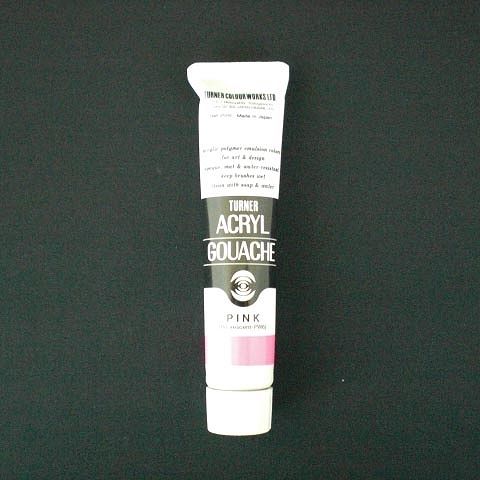 TURNER COLOUR WORKS LTD
Made in Japan
acrylic polymer emulsion colors
for art & design
opaque, mat & water-resistant
keep brushes wet
clean with soap & water
TURNER
ACRYL
GOUACHE
PINK